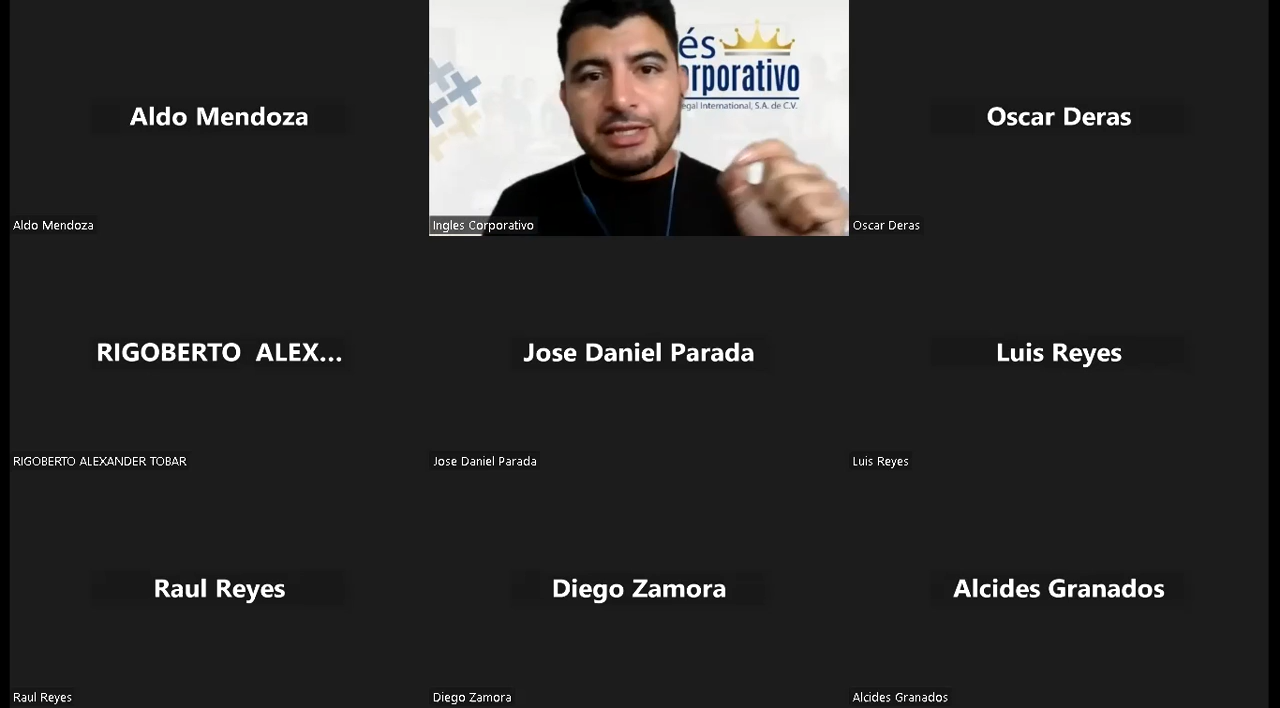 Aldo Mendoza
Aldo Mendoza
és
rporativo
egal International, S.A. de C.V.
Ingles Corporativo
Oscar Deras
Oscar Deras
RIGOBERTO ALEX...
RIGOBERTO ALEXANDER TOBAR
Jose Daniel Parada
Jose Daniel Parada
Luis Reyes
Luis Reyes
Raul Reyes
Raul Reyes
Diego Zamora
Diego Zamora
Alcides Granados
Alcides Granados